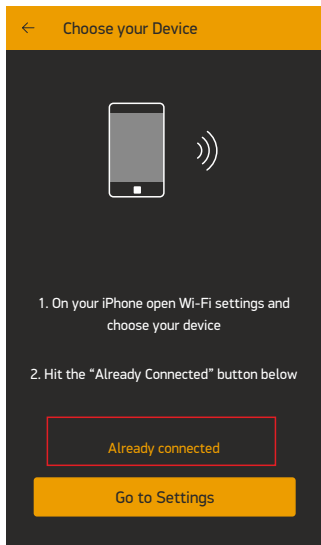 Choose your Device
1. On your iPhone open Wi-Fi settings and
choose your device
2. Hit the “Already Connected” button below
Already connected
Go to Settings